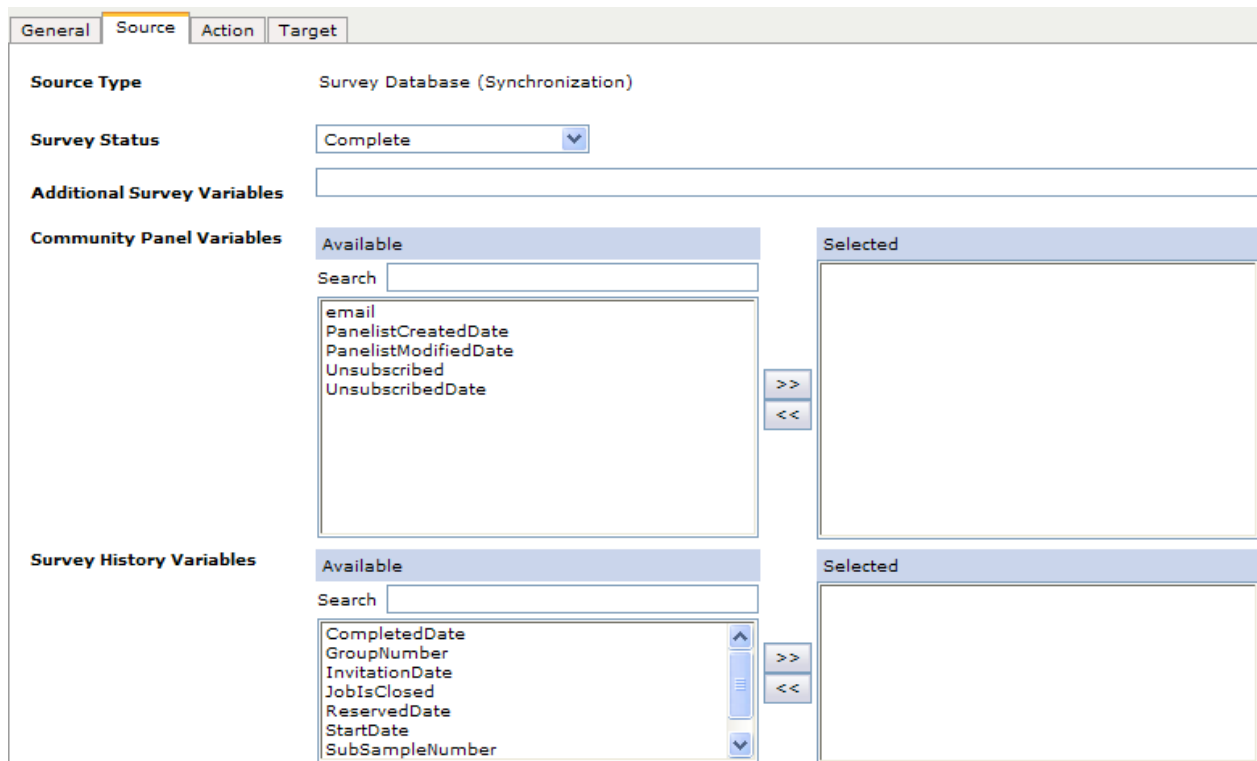 General Source Action Target
Source Type Survey Database (Synchronization)
Survey Status Complete
Additional Survey Variables
Community Panel Variables Available Selected
Search
email
PanelistCreatedDate
PanelistModifiedDate
Unsubscribed
UnsubscribedDate
>>
<<
Survey History Variables Available Selected
Search
CompletedDate
GroupNumber
InvitationDate
JobIsClosed
ReservedDate
StartDate
SubSampleNumber
>>
<<